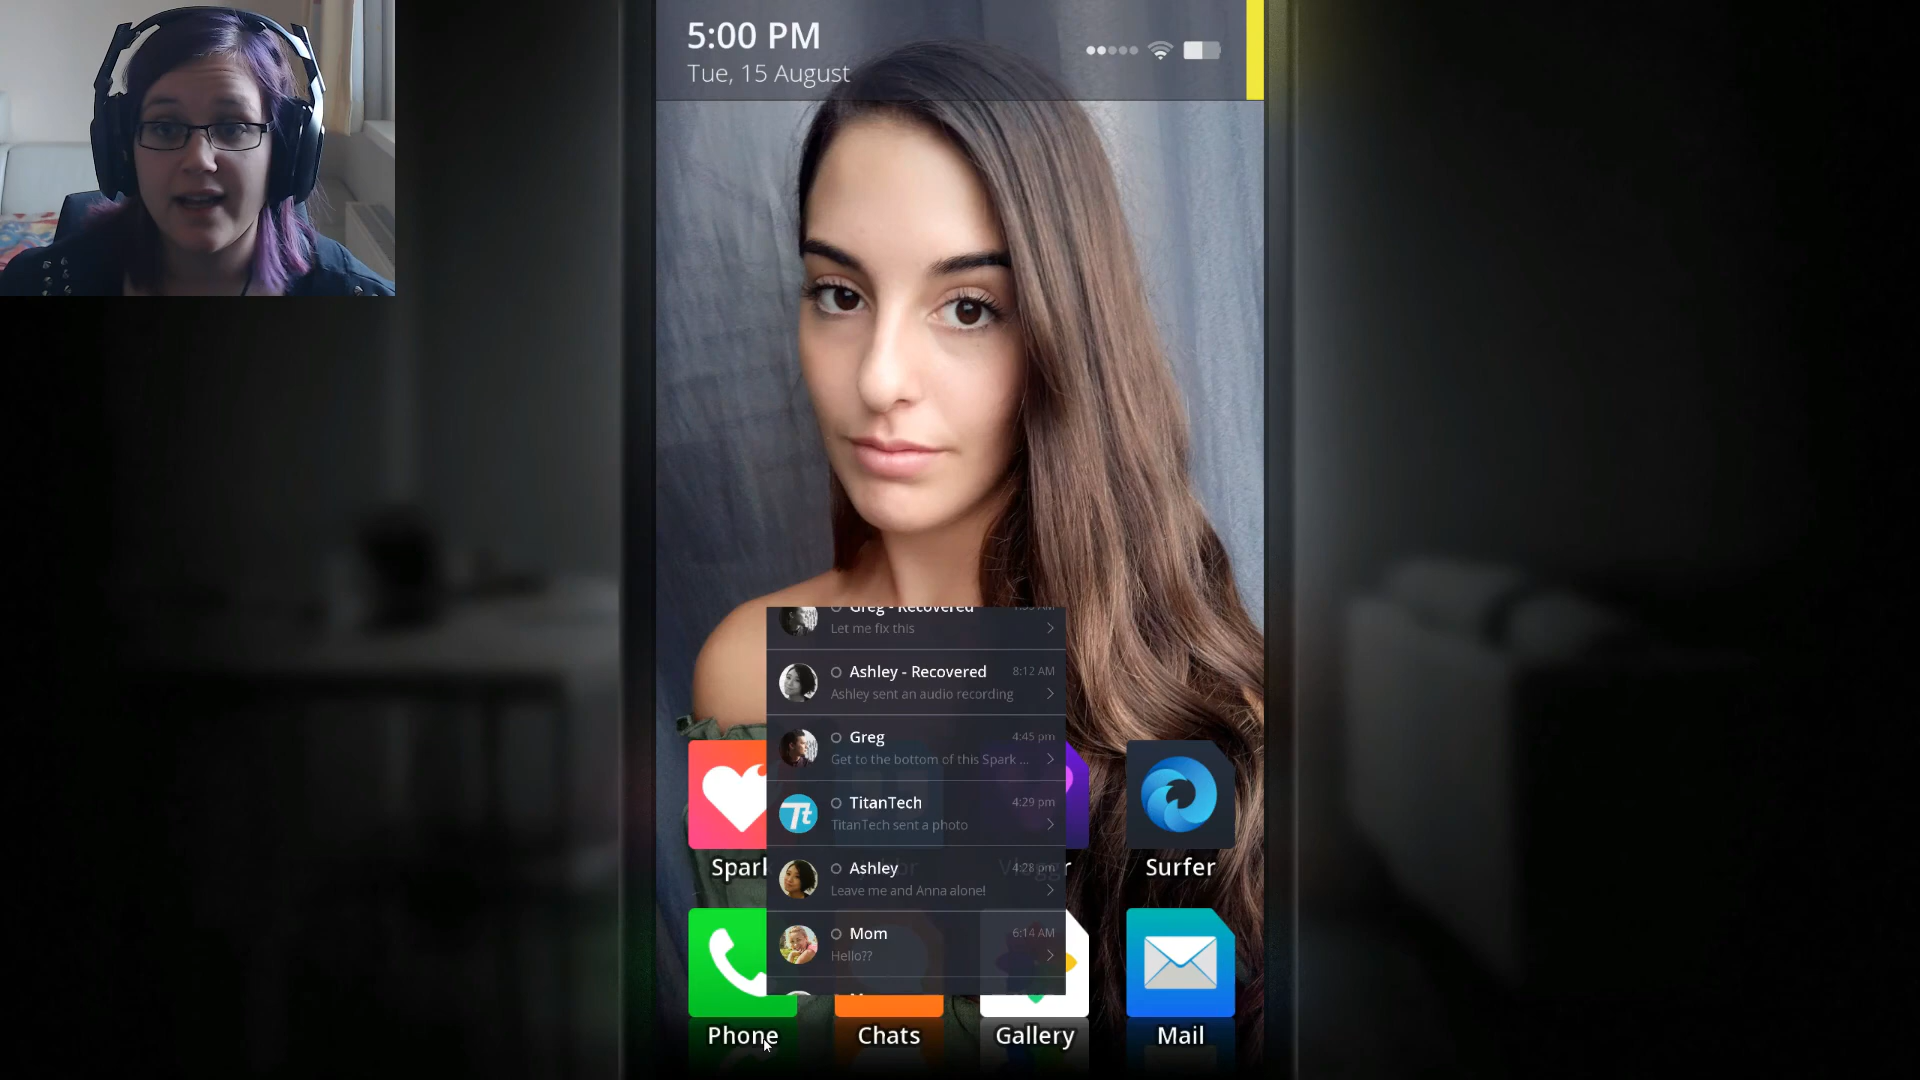 5:00 PM
Tue, 15 August
Greg - Recovered
Let me fix this
Ashley - Recovered 8:12 AM
Ashley sent an audio recording
Greg 4:45 pm
Get to the bottom of this Spark ...
TitanTech 4:29 pm
TitanTech sent a photo
Ashley 4:28 pm
Leave me and Anna alone!
Mom 6:14 AM
Hello??
Spark
Surfer
Phone
Chats
Gallery
Mail